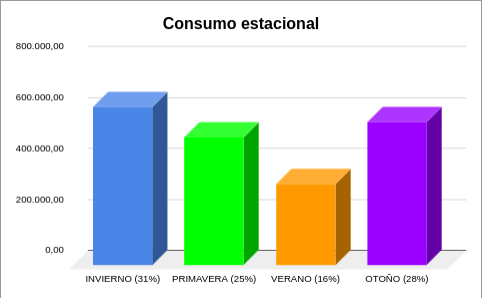 Consumo estacional
800.000,00
600.000,00
400.000,00
200.000,00
0,00
INVIERNO (31%) PRIMAVERA (25%) VERANO (16%) OTOÑO (28%)